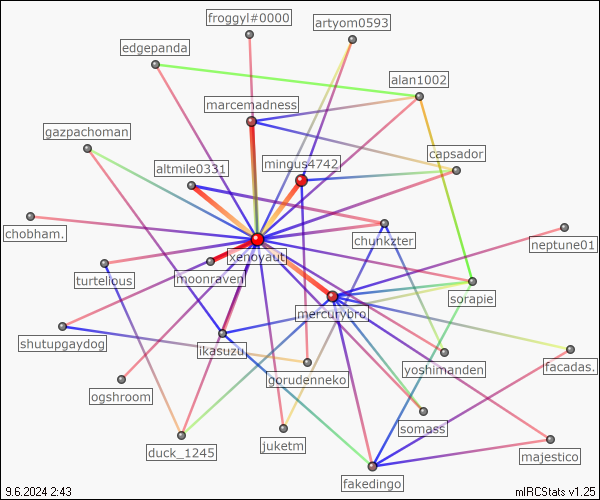 froggyl#0000
artyom0593
edgepanda
alan1002
marcemadness
gazpachoman
capsador
mingus4742
altmile0331
chobham.
chunkzter
neptune01
xenoyaut
moonraven
turtelious
sorapie
mercurybro
shutupgaydog
ikasuzu
yoshimanden
facadas.
gorudenneko
ogshroom
somass
duck_1245
juketm
majestico
fakedingo
9.6.2024 2:43
mIRCStats v1.25